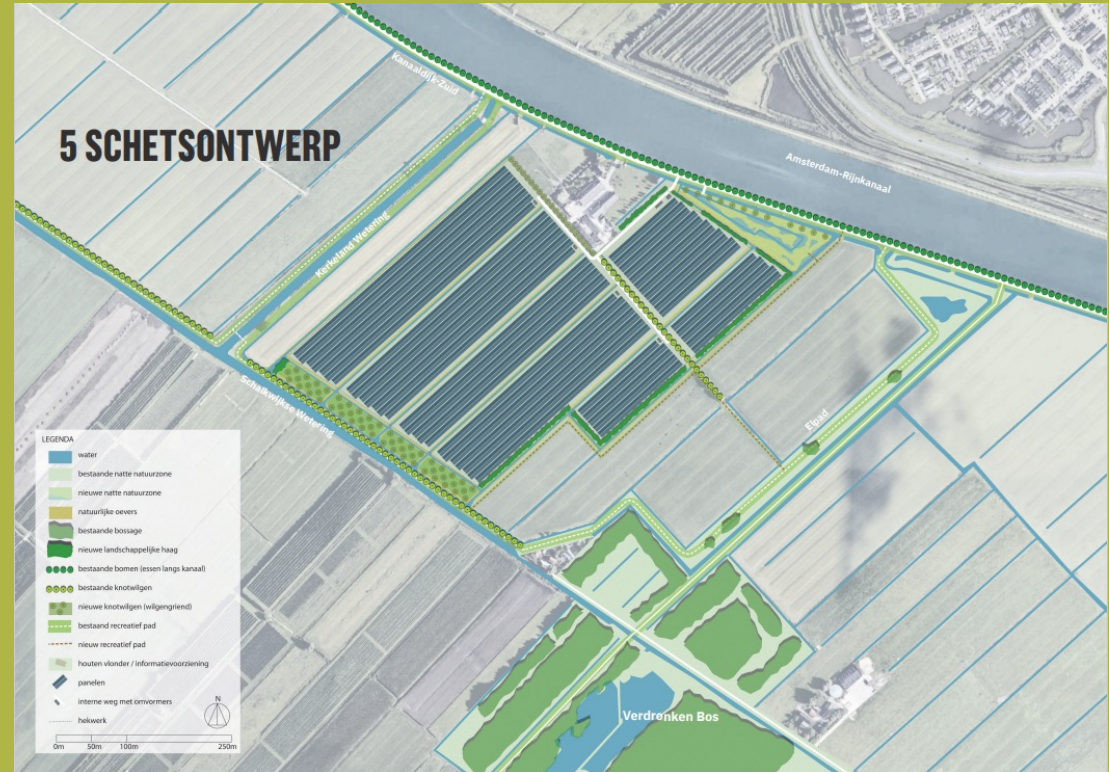 5 SCHETSONTWERP
Kanaaldijk-Zuid
Amsterdam-Rijnkanaal
Kerkeland Wetering
Schalkwijkse Wetering
Elpad
Verdronken Bos
LEGENDA
water
bestaande natte natuurzone
nieuwe natte natuurzone
natuurlijke oevers
bestaande bossage
nieuwe landschappelijke haag
bestaande bomen (essen langs kanaal)
bestaande knotwilgen
nieuwe knotwilgen (wilgengriend)
bestaand recreatief pad
nieuw recreatief pad
houten vlonder / informatievoorziening
panelen
interne weg met omvormers
hekwerk
N
0m 50m 100m 250m